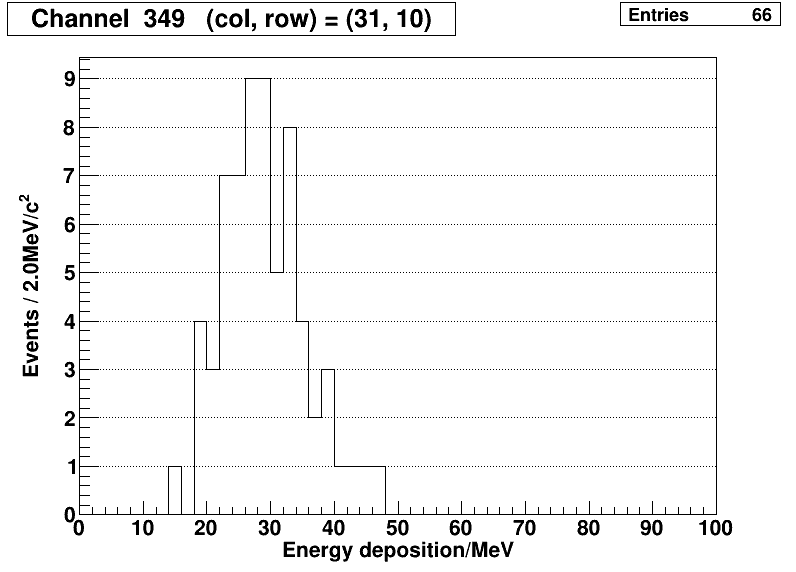 Channel 349 (col, row) = (31, 10)
Entries 66
Events / 2.0MeV/c²
9
8
7
6
5
4
3
2
1
0
0 10 20 30 40 50 60 70 80 90 100
Energy deposition/MeV